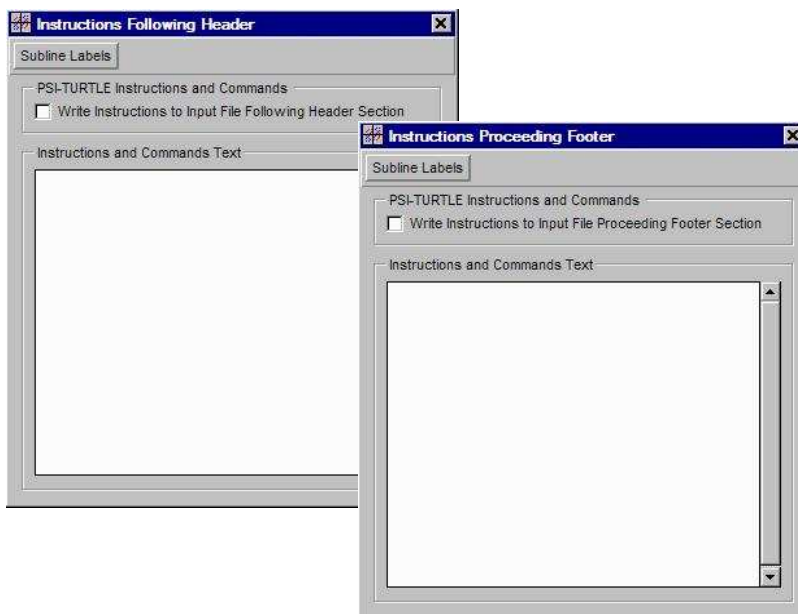 Instructions Following Header
Subline Labels
PSI-TURTLE Instructions and Commands
Write Instructions to Input File Following Header Section
Instructions and Commands Text
Instructions Proceeding Footer
Subline Labels
PSI-TURTLE Instructions and Commands
Write Instructions to Input File Proceeding Footer Section
Instructions and Commands Text